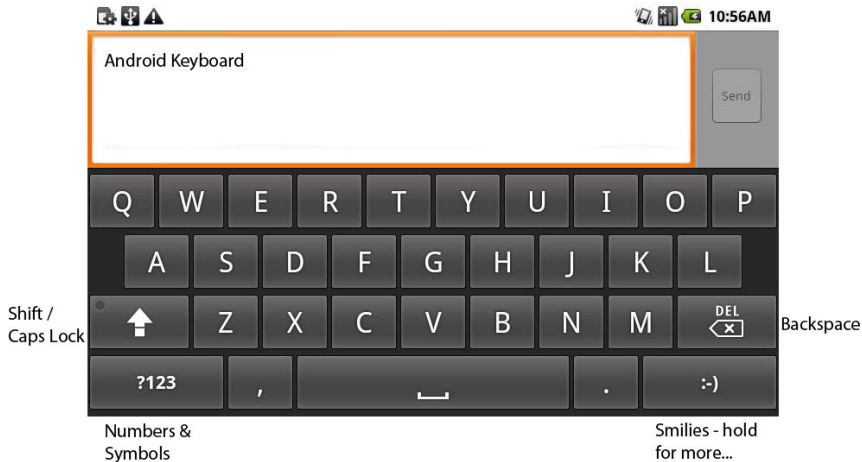 10:56AM
Android Keyboard
Send
Q W E R T Y U I O P
A S D F G H J K L
Shift /
Caps Lock
Z X C V B N M
DEL
Backspace
?123 , . :-)
Numbers &
Symbols
Smilies - hold
for more...